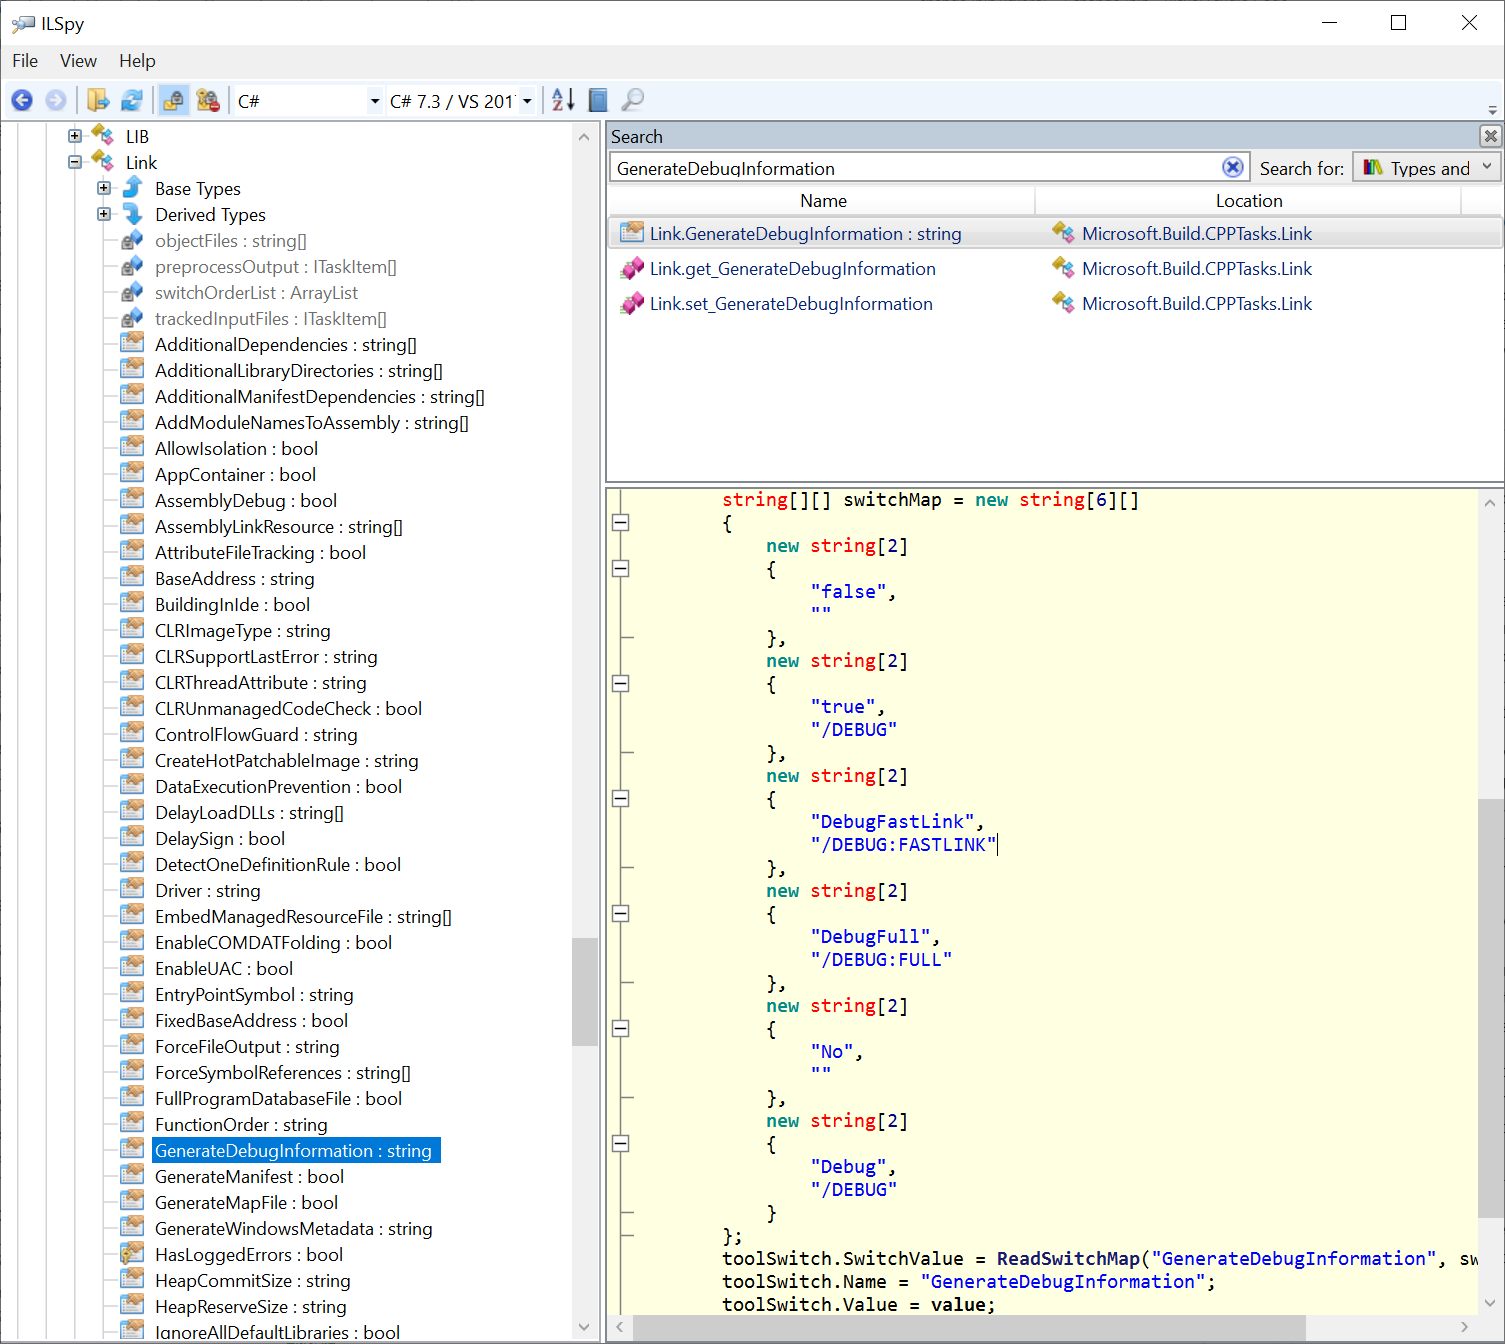 ILSpy
File View Help
C# C# 7.3 / VS 201
LIB
Link
Base Types
Derived Types
objectFiles : string[]
preprocessOutput : ITaskItem[]
switchOrderList : ArrayList
trackedInputFiles : ITaskItem[]
AdditionalDependencies : string[]
AdditionalLibraryDirectories : string[]
AdditionalManifestDependencies : string[]
AddModuleNamesToAssembly : string[]
AllowIsolation : bool
AppContainer : bool
AssemblyDebug : bool
AssemblyLinkResource : string[]
AttributeFileTracking : bool
BaseAddress : string
BuildingInIde : bool
CLRImageType : string
CLRSupportLastError : string
CLRThreadAttribute : string
CLRUnmanagedCodeCheck : bool
ControlFlowGuard : string
CreateHotPatchableImage : string
DataExecutionPrevention : bool
DelayLoadDLLs : string[]
DelaySign : bool
DetectOneDefinitionRule : bool
Driver : string
EmbedManagedResourceFile : string[]
EnableCOMDATFolding : bool
EnableUAC : bool
EntryPointSymbol : string
FixedBaseAddress : bool
ForceFileOutput : string
ForceSymbolReferences : string[]
FullProgramDatabaseFile : bool
FunctionOrder : string
GenerateDebugInformation : string
GenerateManifest : bool
GenerateMapFile : bool
GenerateWindowsMetadata : string
HasLoggedErrors : bool
HeapCommitSize : string
HeapReserveSize : string
IgnoreAllDefaultLibraries : bool
Search
GenerateDebugInformation Search for: Types and
Name Location
Link.GenerateDebugInformation : string Microsoft.Build.CPPTasks.Link
Link.get_GenerateDebugInformation Microsoft.Build.CPPTasks.Link
Link.set_GenerateDebugInformation Microsoft.Build.CPPTasks.Link
string[][] switchMap = new string[6][]
{
new string[2]
{
"false",
""
},
new string[2]
{
"true",
"/DEBUG"
},
new string[2]
{
"DebugFastLink",
"/DEBUG:FASTLINK"
},
new string[2]
{
"DebugFull",
"/DEBUG:FULL"
},
new string[2]
{
"No",
""
},
new string[2]
{
"Debug",
"/DEBUG"
}
};
toolSwitch.SwitchValue = ReadSwitchMap("GenerateDebugInformation", sw
toolSwitch.Name = "GenerateDebugInformation";
toolSwitch.Value = value;